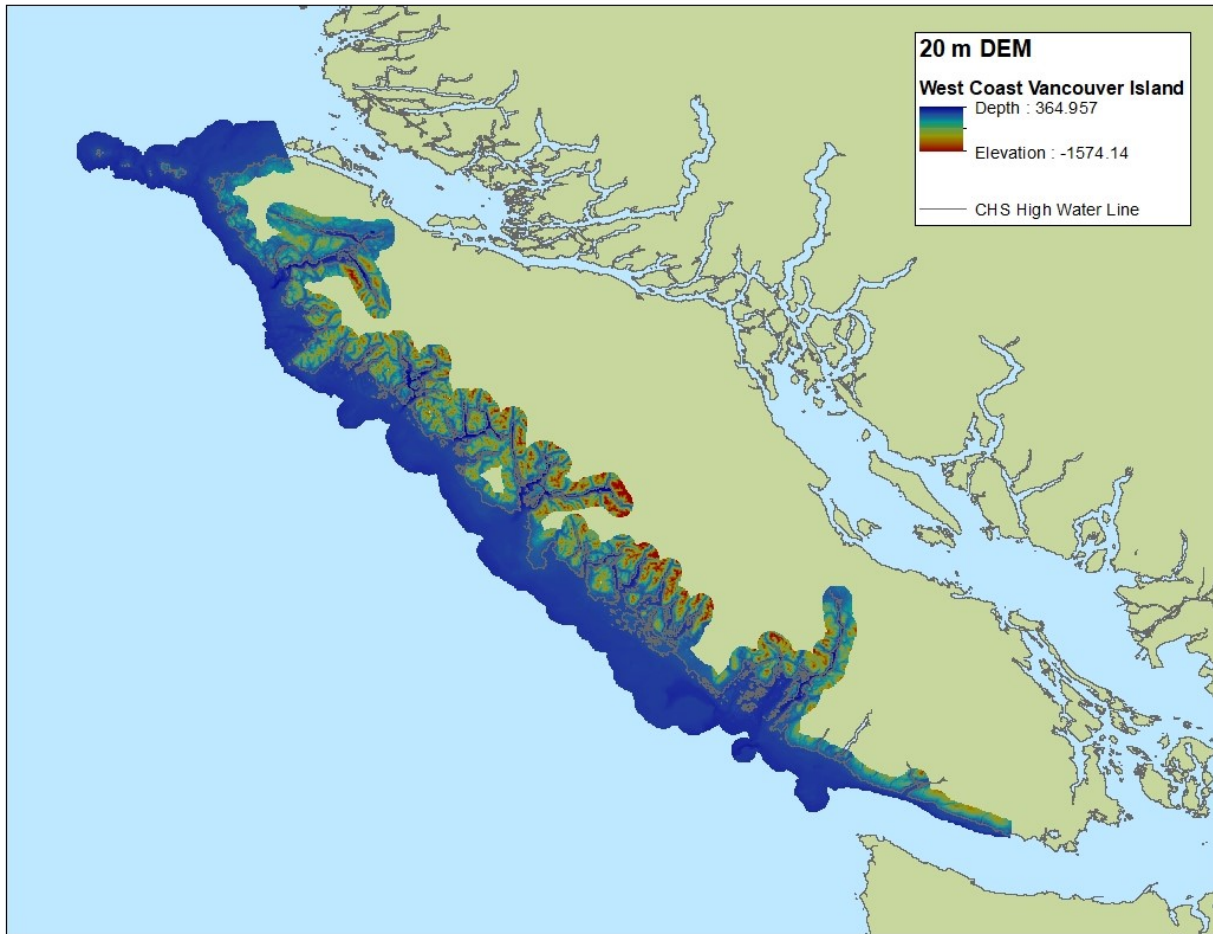 20 m DEM
West Coast Vancouver Island
Depth : 364.957
Elevation : -1574.14
CHS High Water Line